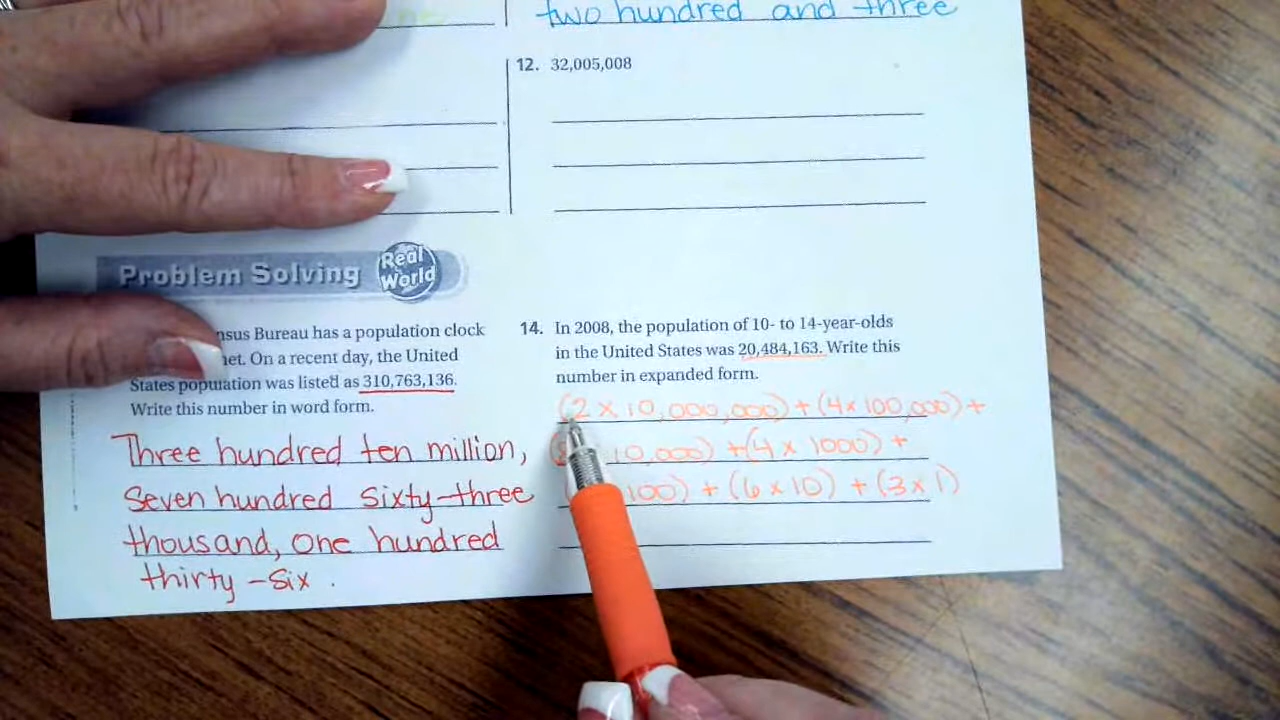 two hundred and three
12. 32,005,008
Problem Solving Real World
nsus Bureau has a population clock
net. On a recent day, the United
States population was listed as 310,763,136.
Write this number in word form.
Three hundred ten million,
Seven hundred sixty-three
thousand, one hundred
thirty-six.
14. In 2008, the population of 10- to 14-year-olds
in the United States was 20,484,163. Write this
number in expanded form.
(2 x 10,000,000) + (4 x 100,000) +
10,000) + (4 x 1000) +
100) + (6 x 10) + (3 x 1)